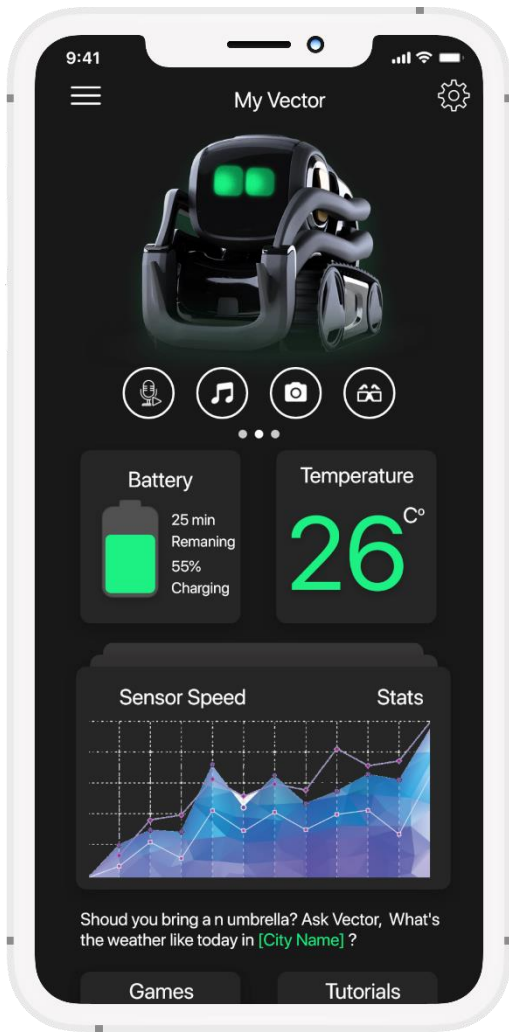 9:41
My Vector
Battery
25 min
Remaning
55%
Charging
Temperature
26 Cº
Sensor Speed
Stats
Shoud you bring a n umbrella? Ask Vector, What's
the weather like today in [City Name] ?
Games
Tutorials